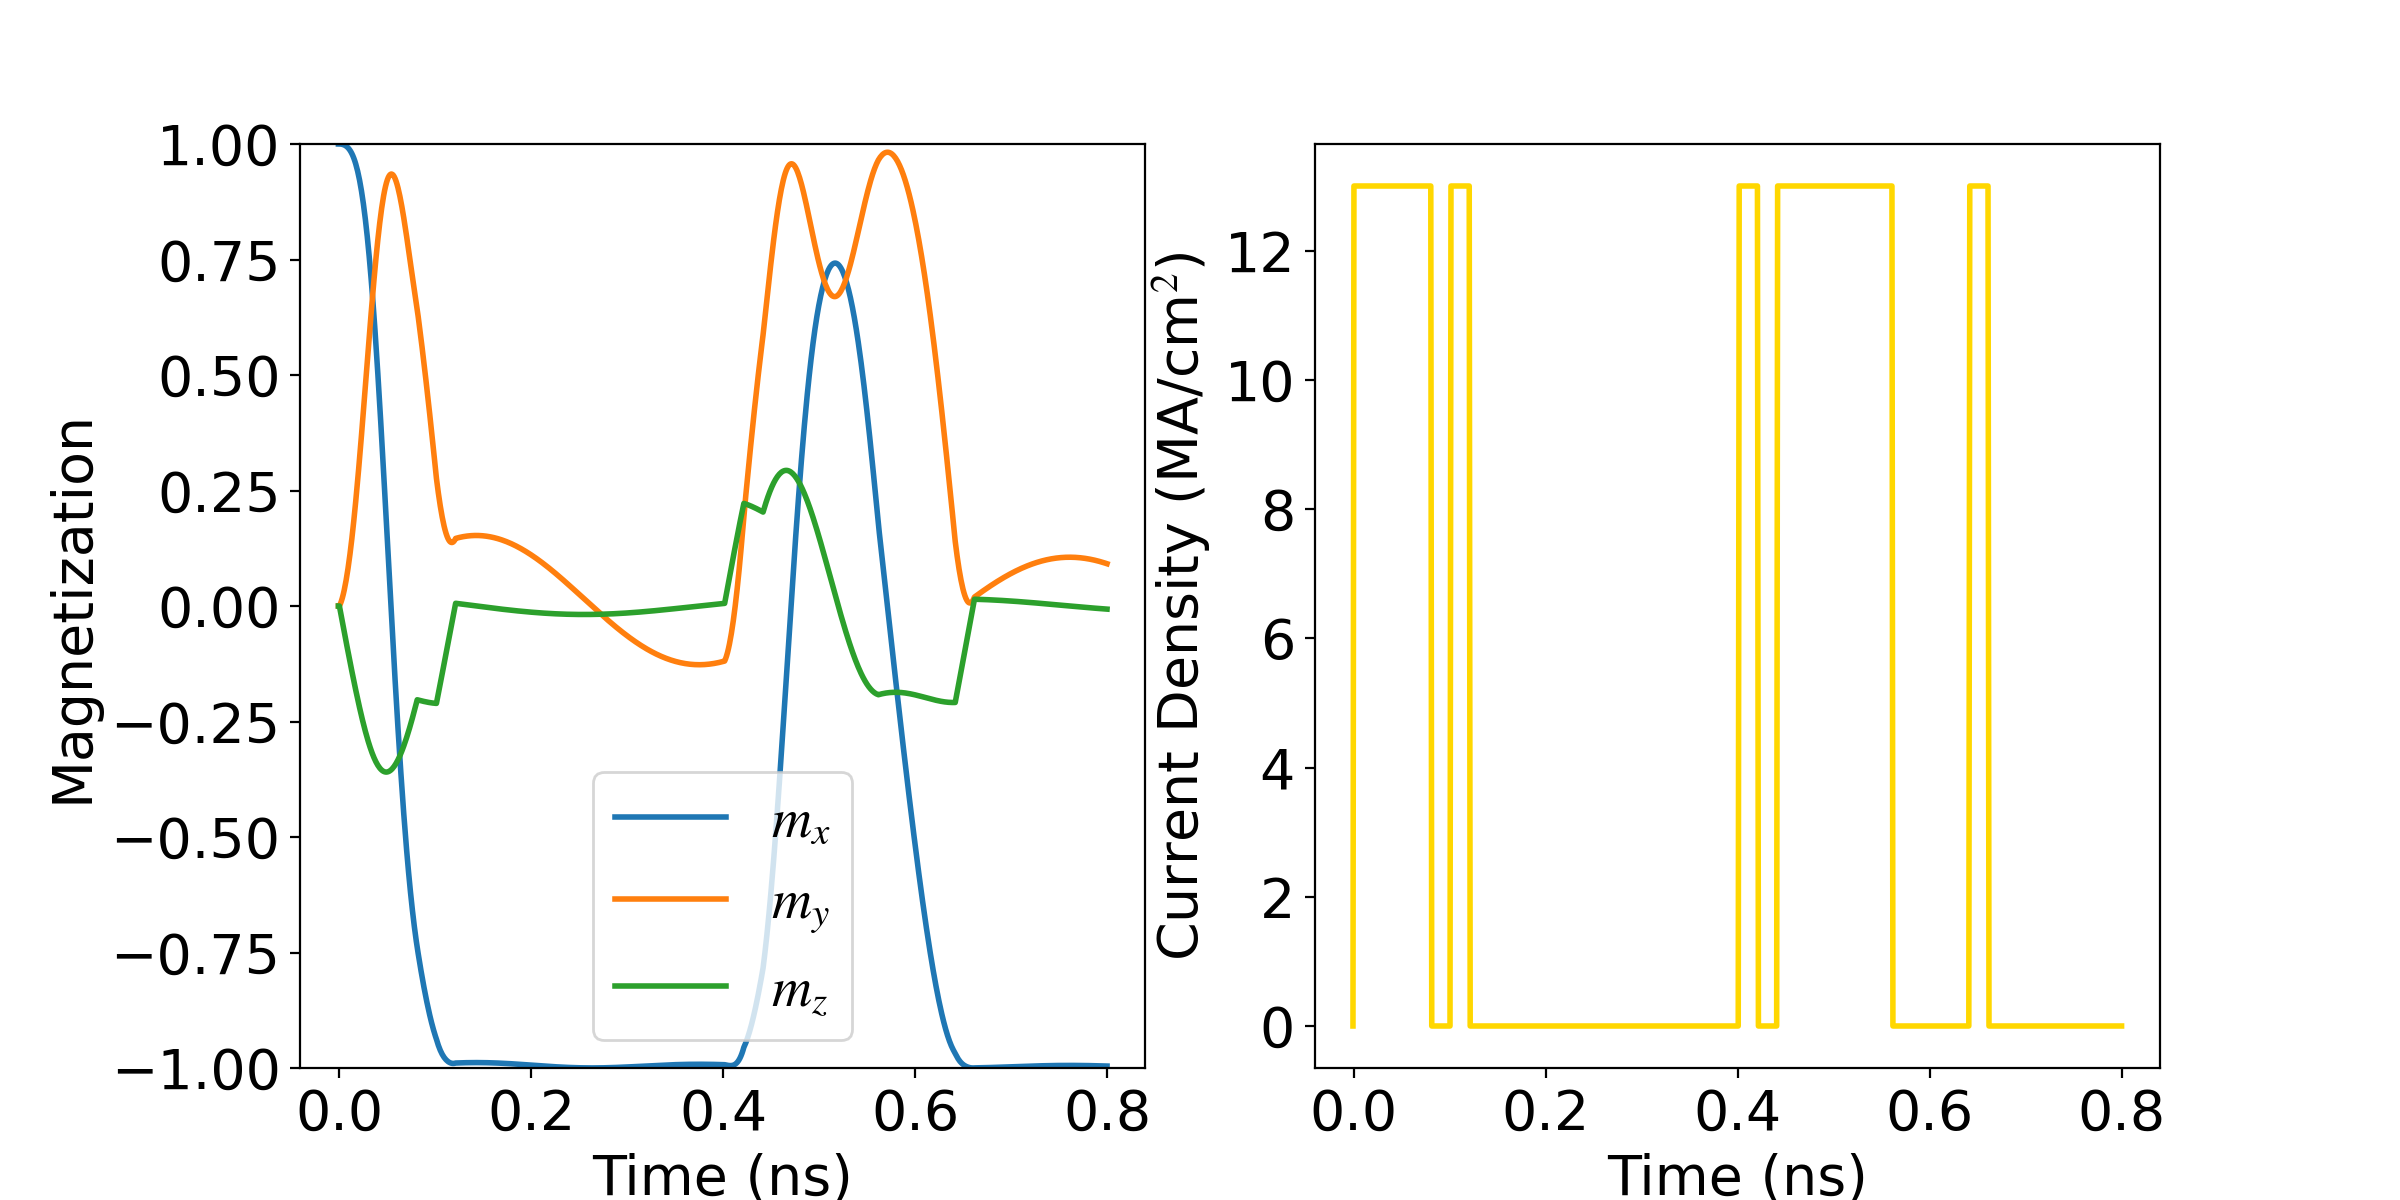 1.00
0.75
0.50
0.25
0.00
−0.25
−0.50
−0.75
−1.00
Magnetization
0.0 0.2 0.4 0.6 0.8
Time (ns)
m_x
m_y
m_z
12
10
8
6
4
2
0
Current Density (MA/cm²)
0.0 0.2 0.4 0.6 0.8
Time (ns)